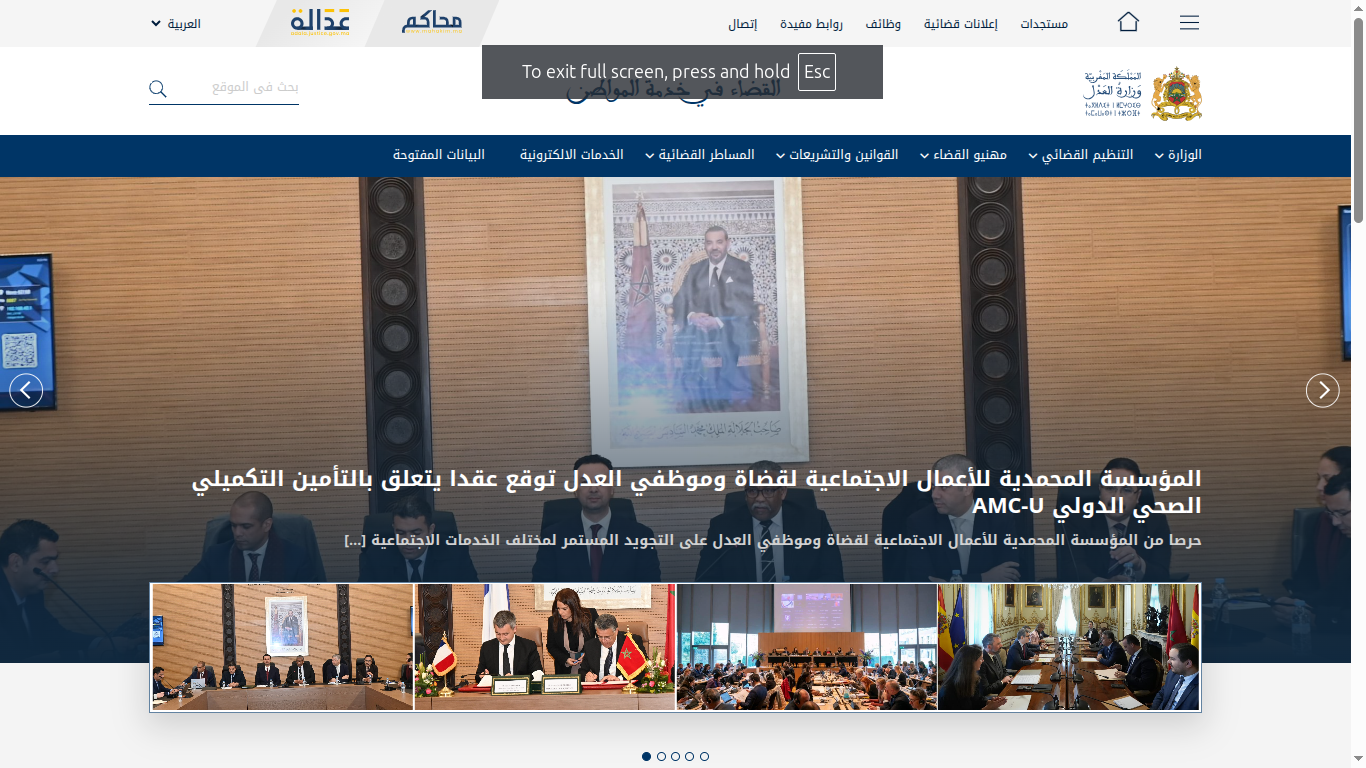 مستجدات
إعلانات قضائية
وظائف
روابط مفيدة
إتصال
محاكم
www.mahakim.ma
عدالة
العربية
To exit full screen, press and hold Esc
المملكة المغربية
وزارة العدل
القضاء في خدمة المواطن
بحث في الموقع
الوزارة
التنظيم القضائي
مهنيو القضاء
القوانين والتشريعات
المساطر القضائية
الخدمات الالكترونية
البيانات المفتوحة
المؤسسة المحمدية للأعمال الاجتماعية لقضاة وموظفي العدل توقع عقدا يتعلق بالتأمين التكميلي
الصحي الدولي AMC-U
حرصا من المؤسسة المحمدية للأعمال الاجتماعية لقضاة وموظفي العدل على التجويد المستمر لمختلف الخدمات الاجتماعية [...]